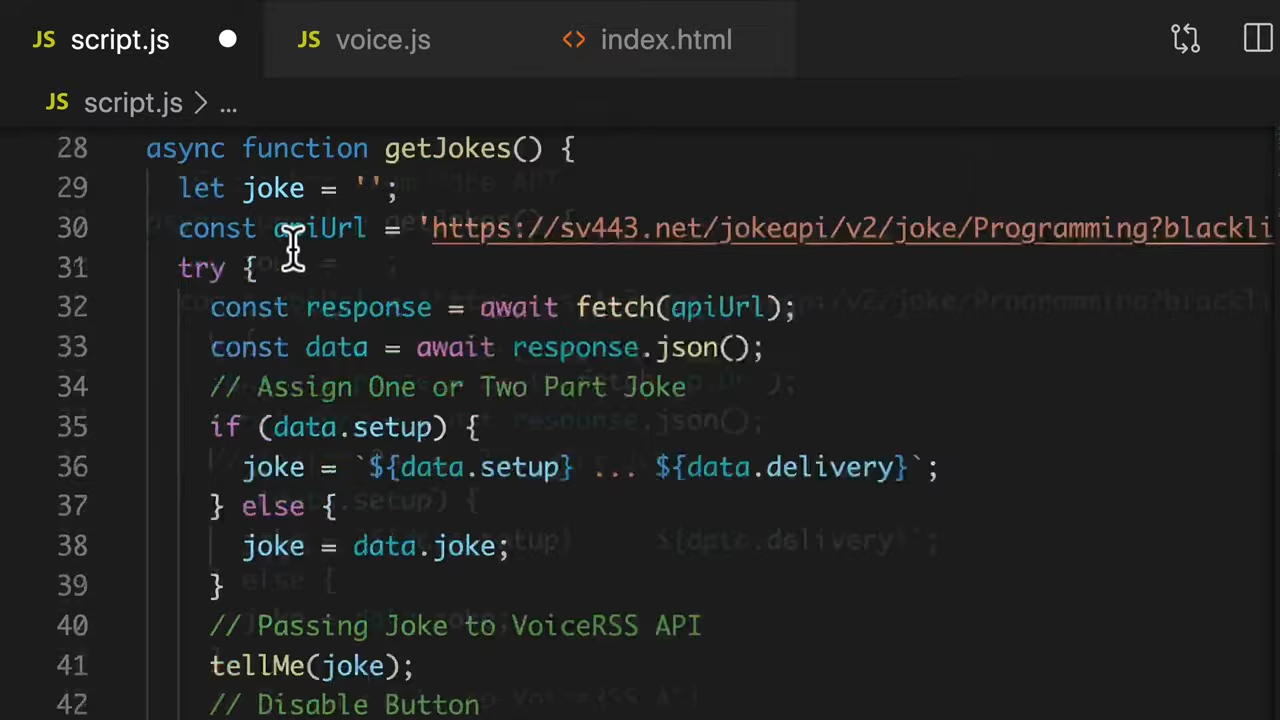 JS script.js JS voice.js <> index.html
JS script.js > ...
28 async function getJokes() {
29 let joke = '';
30 const apiUrl = 'https://sv443.net/jokeapi/v2/joke/Programming?blackli
31 try {
32 const response = await fetch(apiUrl);
33 const data = await response.json();
34 // Assign One or Two Part Joke
35 if (data.setup) {
36 joke = `${data.setup} ... ${data.delivery}`;
37 } else {
38 joke = data.joke;
39 }
40 // Passing Joke to VoiceRSS API
41 tellMe(joke);
42 // Disable Button